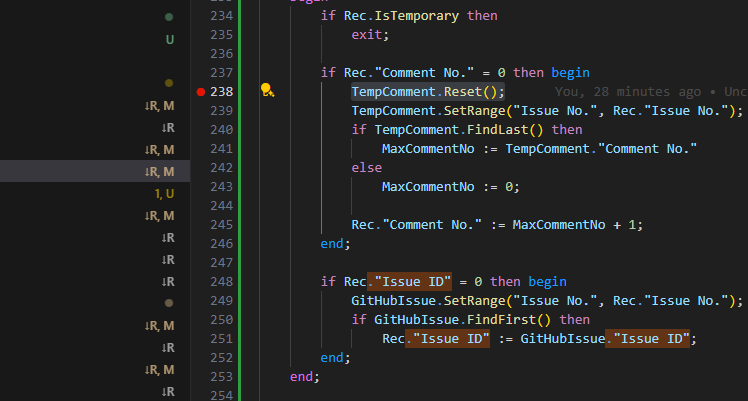 begin
234 if Rec.IsTemporary then
U 235 exit;
236
237 if Rec."Comment No." = 0 then begin
238 TempComment.Reset(); You, 28 minutes ago • Unc
↓R, M 239 TempComment.SetRange("Issue No.", Rec."Issue No.");
↓R 240 if TempComment.FindLast() then
↓R, M 241 MaxCommentNo := TempComment."Comment No."
↓R, M 242 else
1, U 243 MaxCommentNo := 0;
↓R, M 244
↓R 245 Rec."Comment No." := MaxCommentNo + 1;
↓R 246 end;
↓R 247
248 if Rec."Issue ID" = 0 then begin
249 GitHubIssue.SetRange("Issue No.", Rec."Issue No.");
↓R, M 250 if GitHubIssue.FindFirst() then
↓R 251 Rec."Issue ID" := GitHubIssue."Issue ID";
↓R, M 252 end;
↓R 253 end;
254